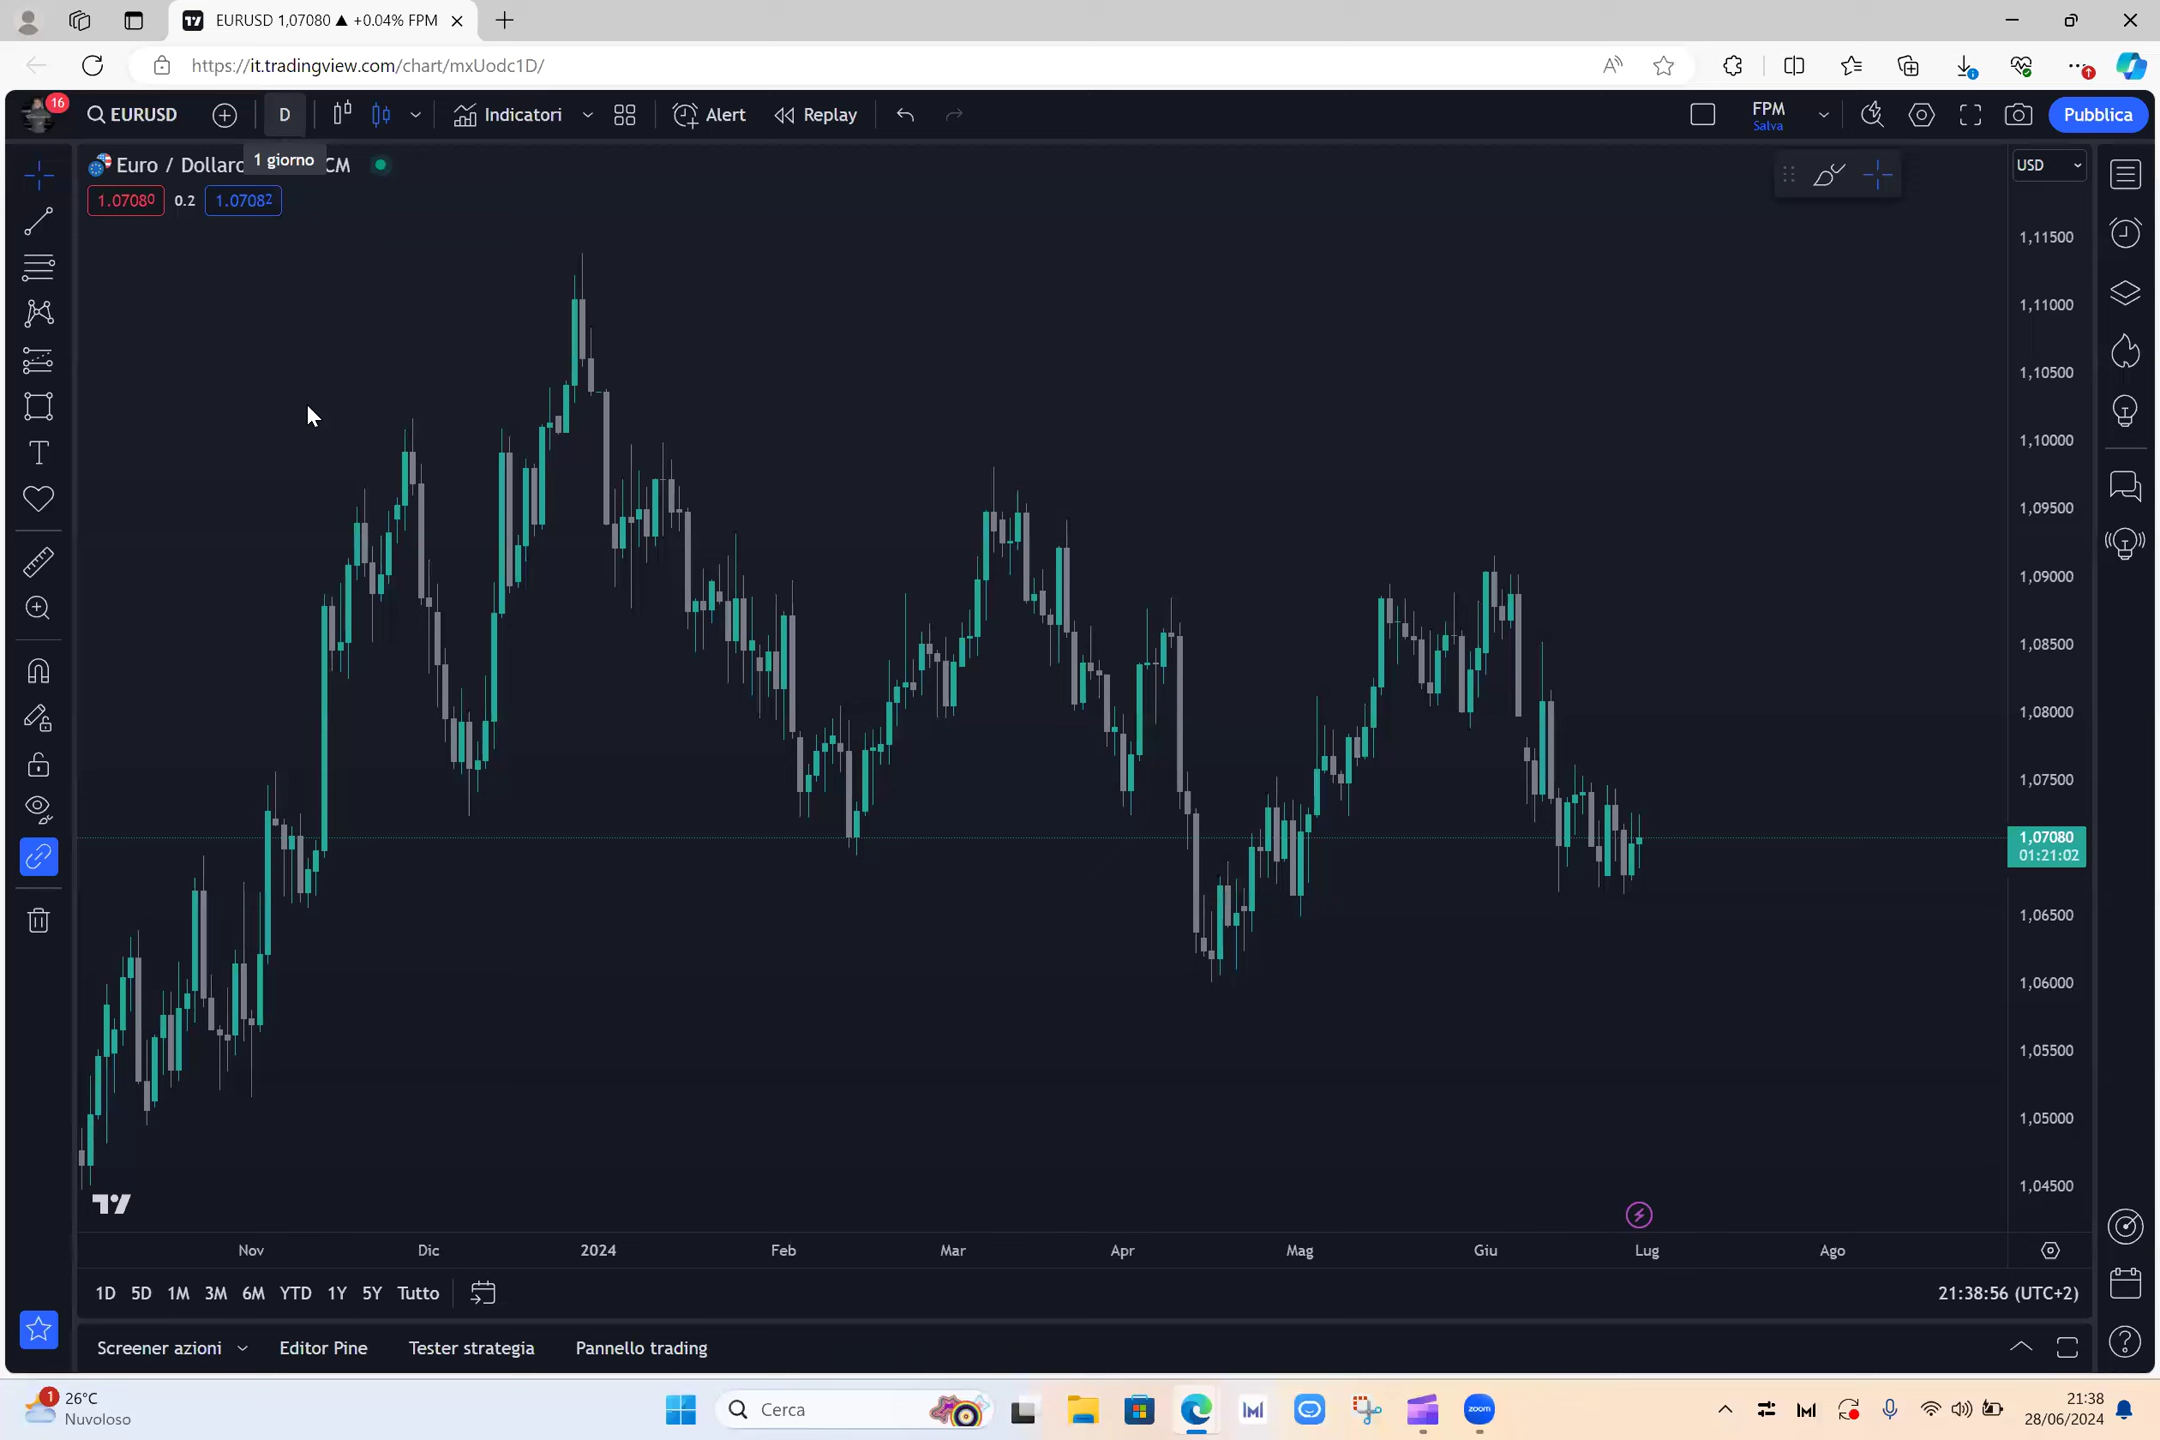 EURUSD 1,07080 ▲ +0.04% FPM
https://it.tradingview.com/chart/mxUodc1D/
16
EURUSD
D
Indicatori
Alert
Replay
FPM
Salva
Pubblica
Euro / Dollaro
CM
1 giorno
USD
1.07080
0.2
1.07082
1,11500
1,11000
1,10500
1,10000
1,09500
1,09000
1,08500
1,08000
1,07500
1,07080
01:21:02
1,06500
1,06000
1,05500
1,05000
1,04500
Nov Dic 2024 Feb Mar Apr Mag Giu Lug Ago
1D 5D 1M 3M 6M YTD 1Y 5Y Tutto
21:38:56 (UTC+2)
Screener azioni Editor Pine Tester strategia Pannello trading
1
26°C
Nuvoloso
Cerca
zoom
21:38
28/06/2024